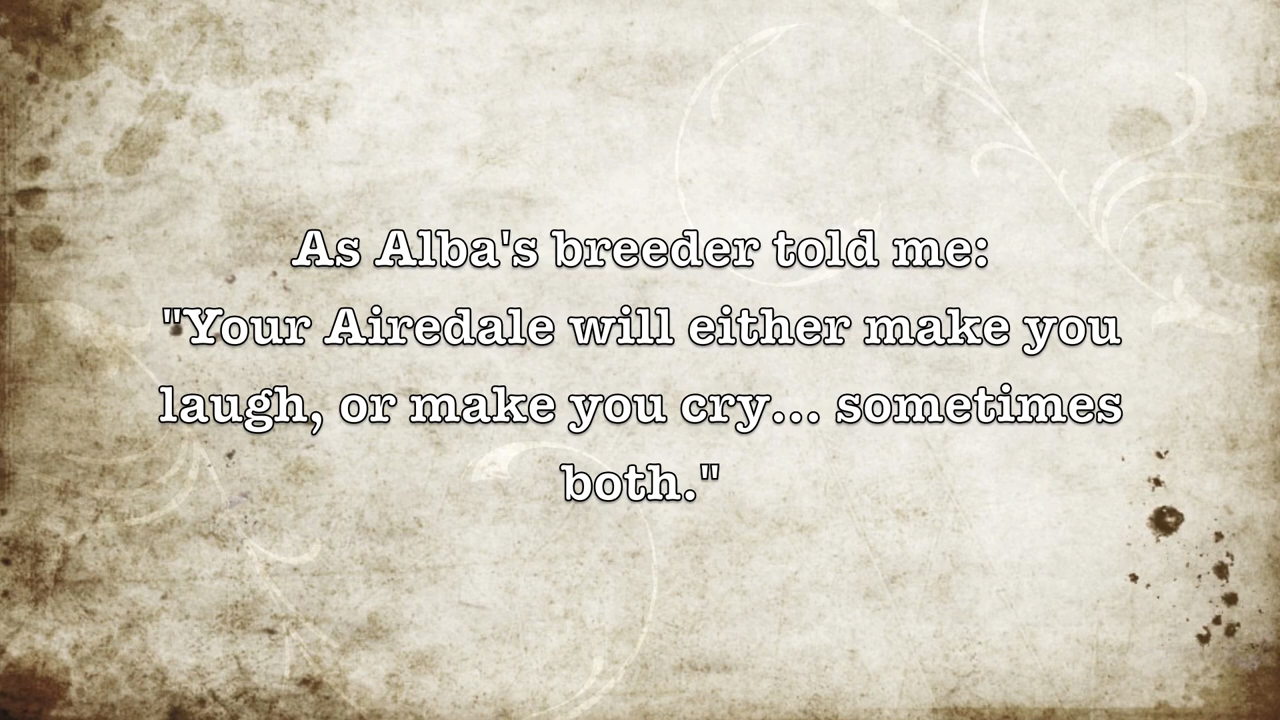 As Alba's breeder told me:
"Your Airedale will either make you
laugh, or make you cry... sometimes
both."